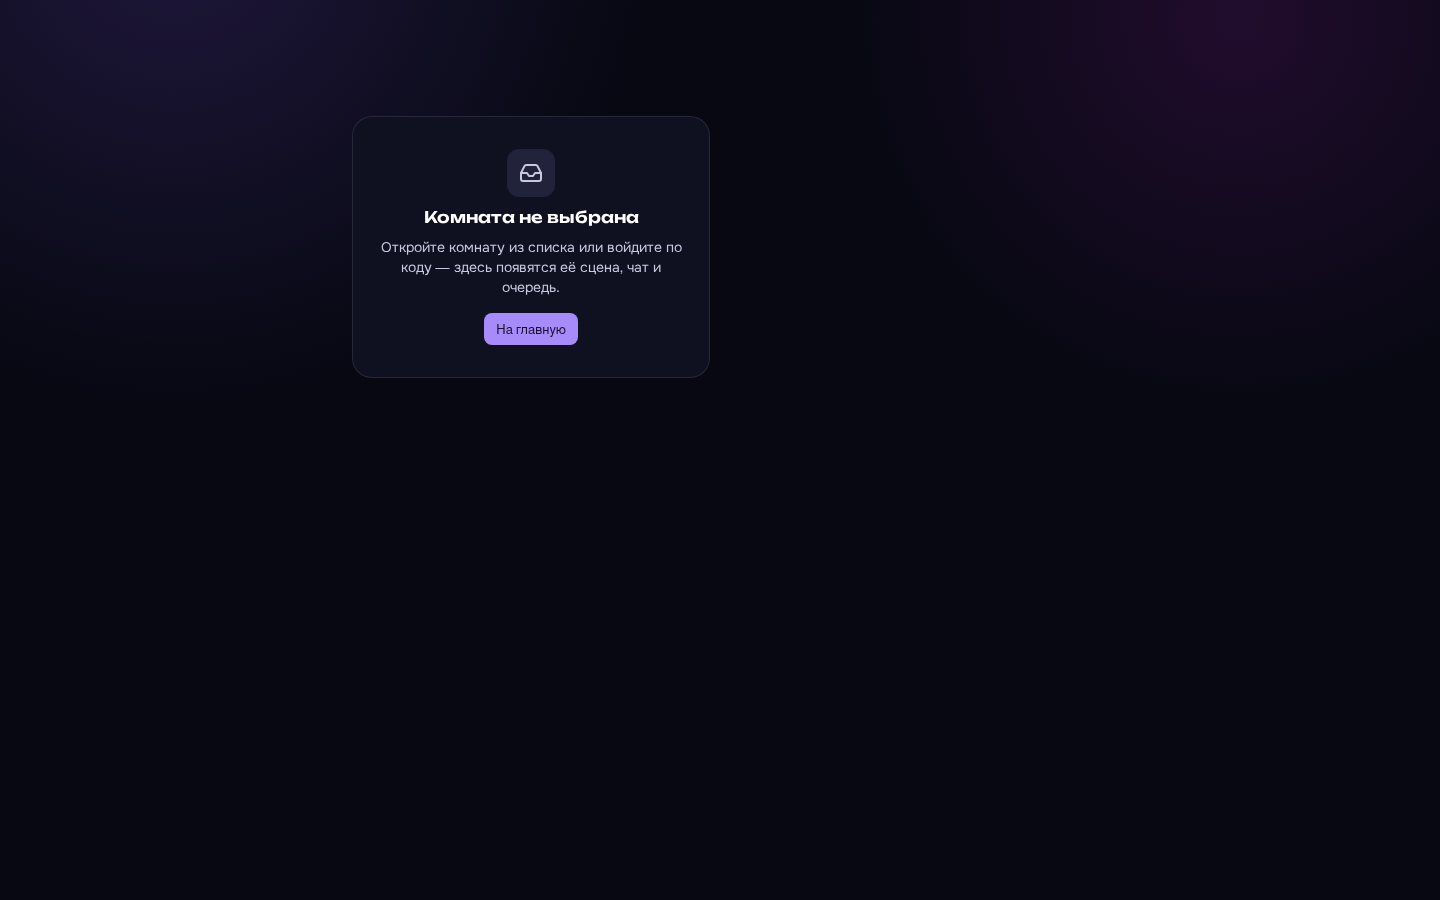 Комната не выбрана
Откройте комнату из списка или войдите по
коду — здесь появятся её сцена, чат и
очередь.
На главную